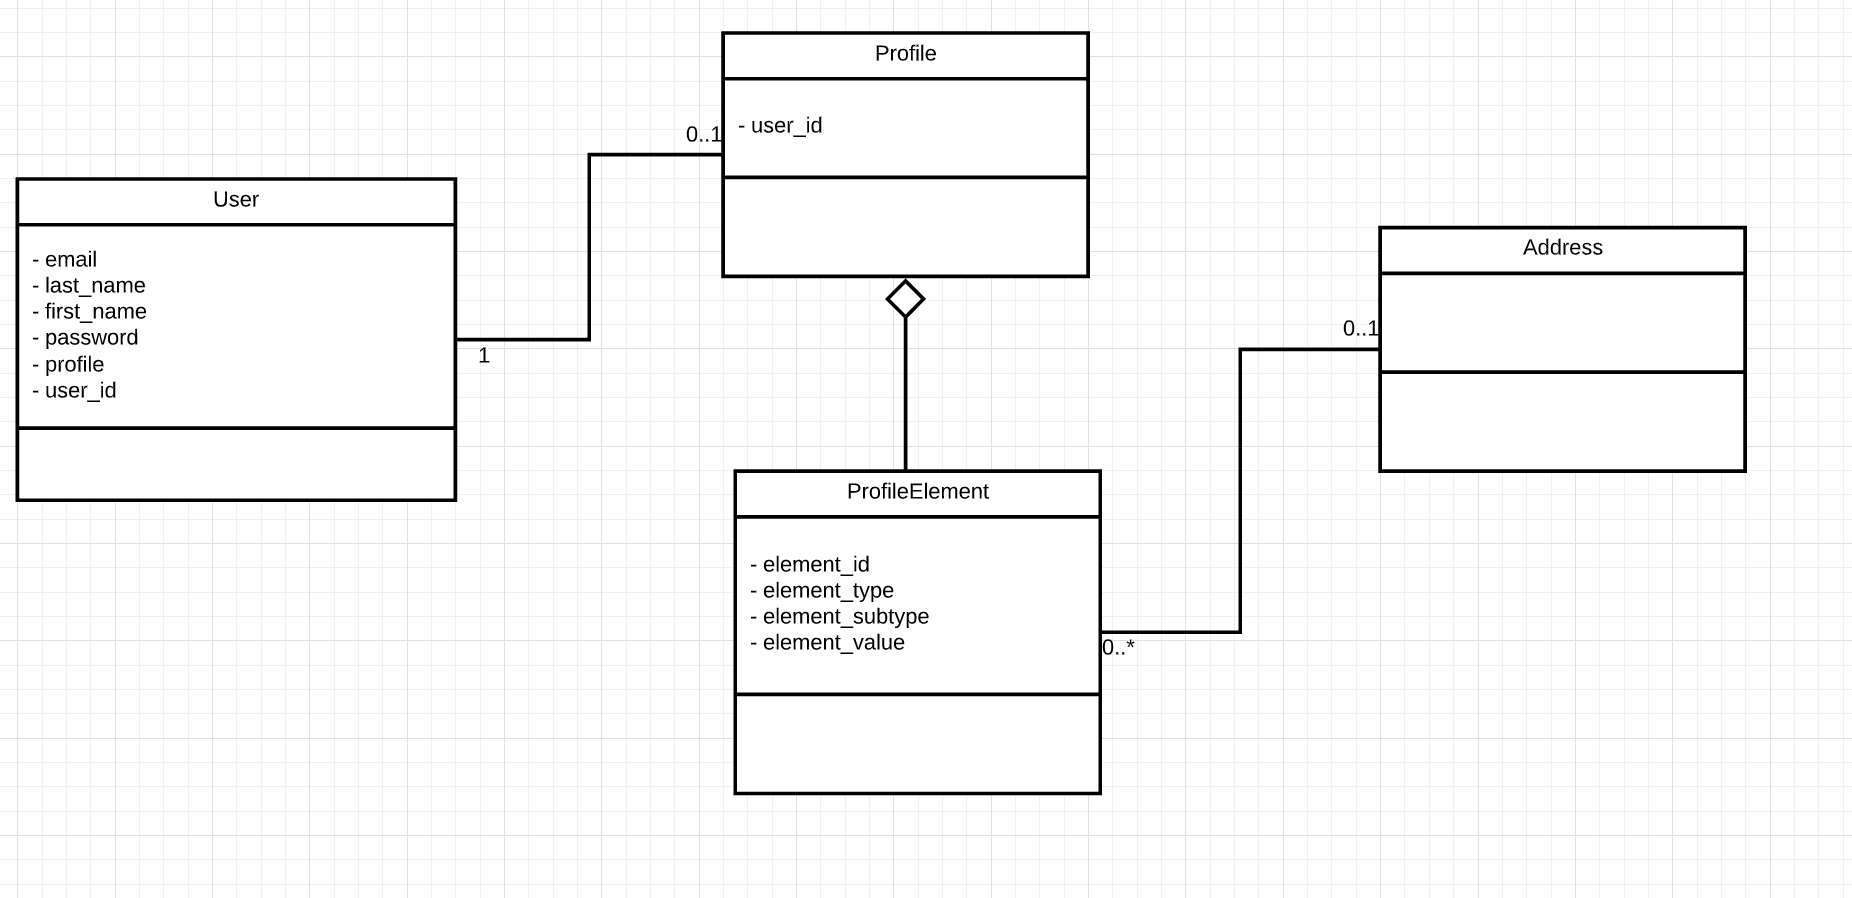 Profile
- user_id
0..1
User
- email
- last_name
- first_name
- password
- profile
- user_id
1
Address
0..1
ProfileElement
- element_id
- element_type
- element_subtype
- element_value
0..*